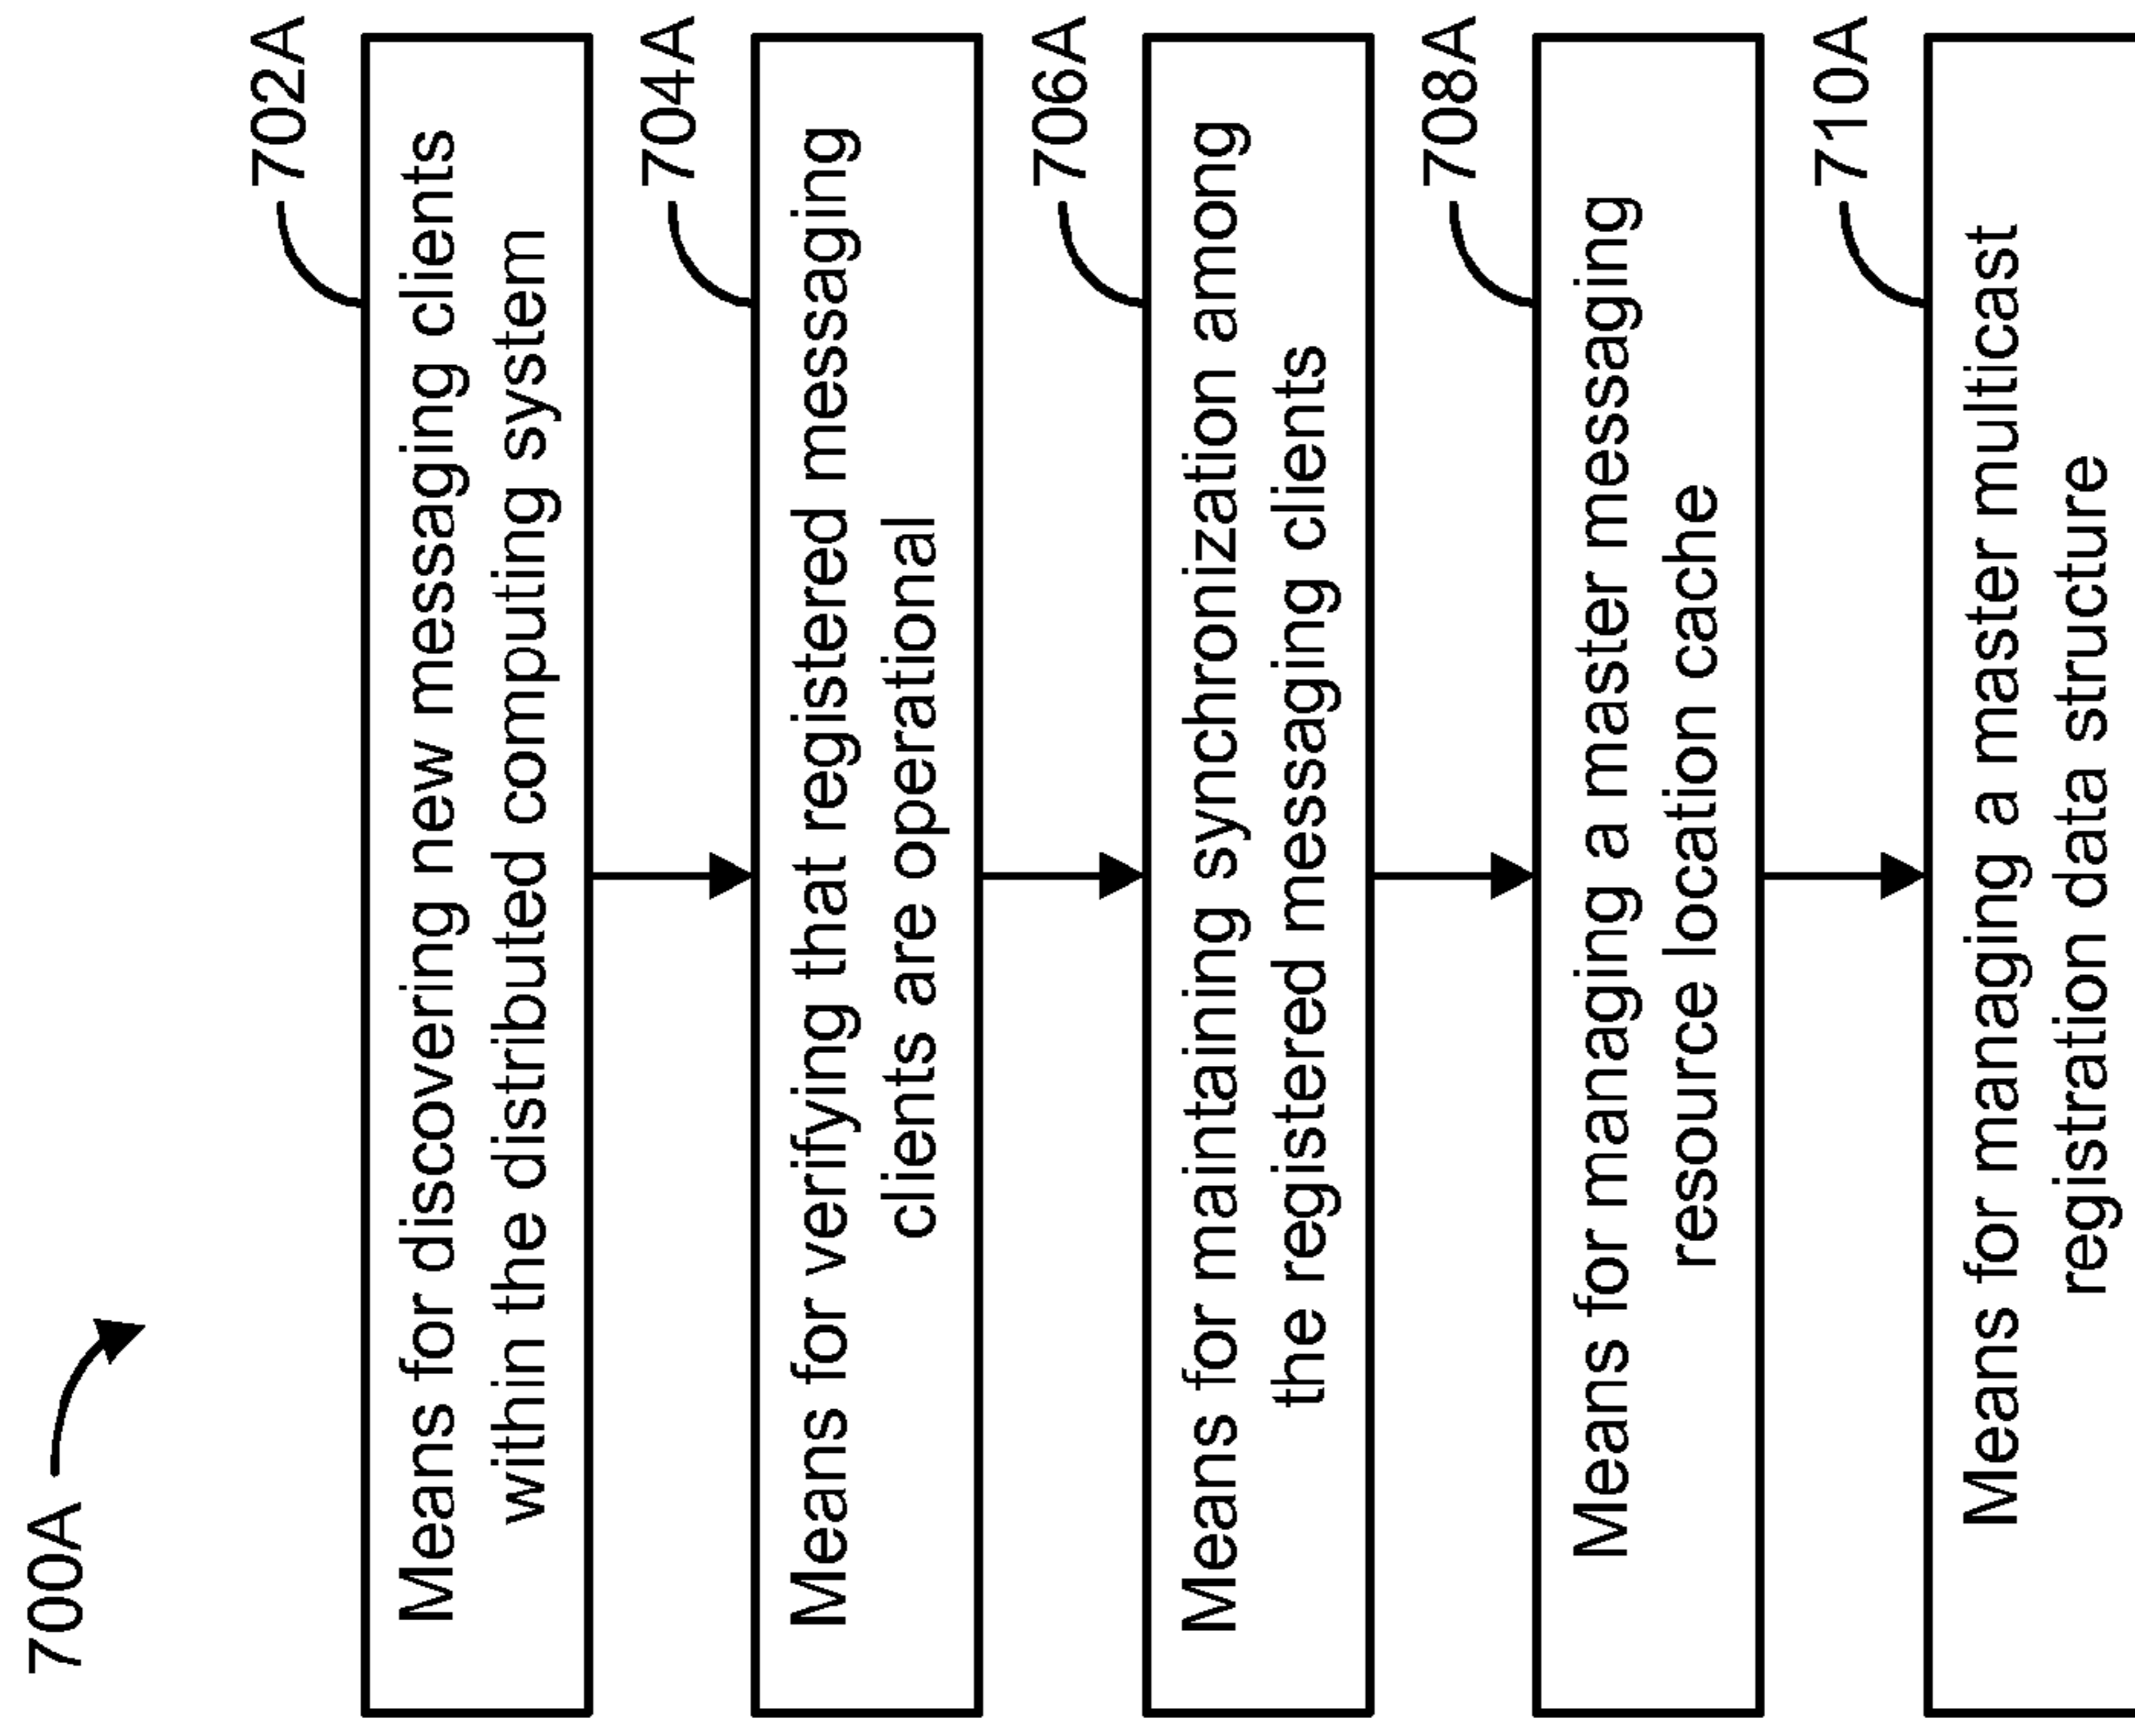 700A
702A
Means for discovering new messaging clients
within the distributed computing system
704A
Means for verifying that registered messaging
clients are operational
706A
Means for maintaining synchronization among
the registered messaging clients
708A
Means for managing a master messaging
resource location cache
710A
Means for managing a master multicast
registration data structure